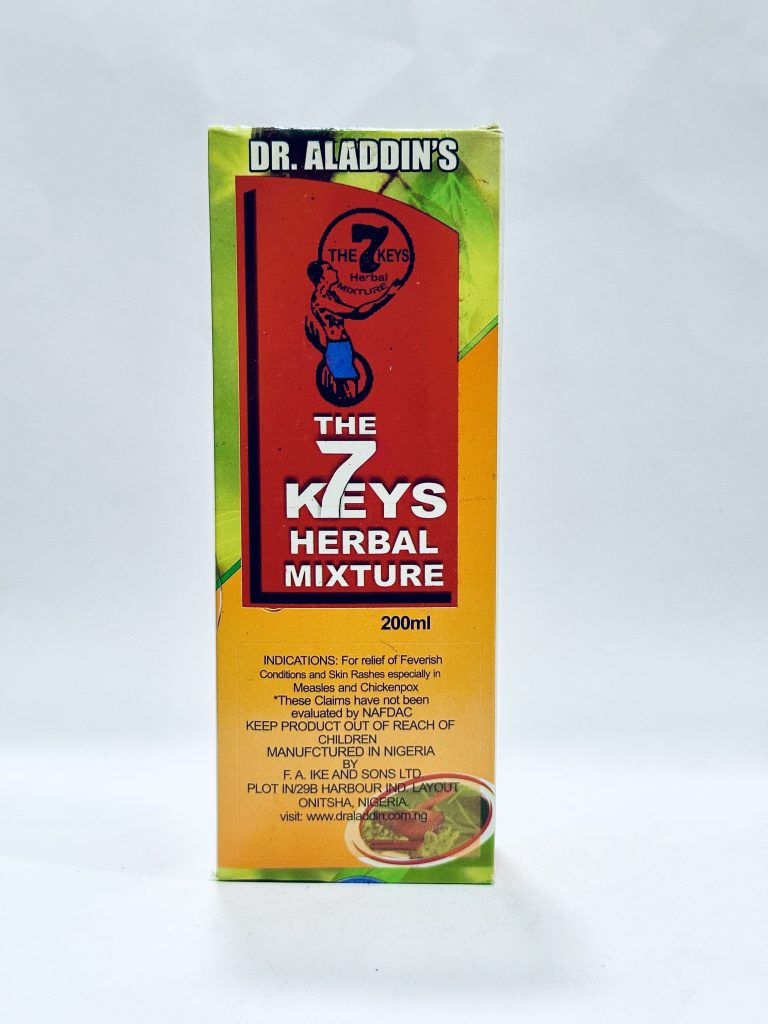 DR. ALADDIN'S
THE 7 KEYS
Herbal
MIXTURE
THE
7
KEYS
HERBAL
MIXTURE
200ml
INDICATIONS: For relief of Feverish
Conditions and Skin Rashes especially in
Measles and Chickenpox
*These Claims have not been
evaluated by NAFDAC
KEEP PRODUCT OUT OF REACH OF
CHILDREN
MANUFCTURED IN NIGERIA
BY
F. A. IKE AND SONS LTD.
PLOT IN/29B HARBOUR IND. LAYOUT
ONITSHA, NIGERIA.
visit: www.draladdin.com.ng